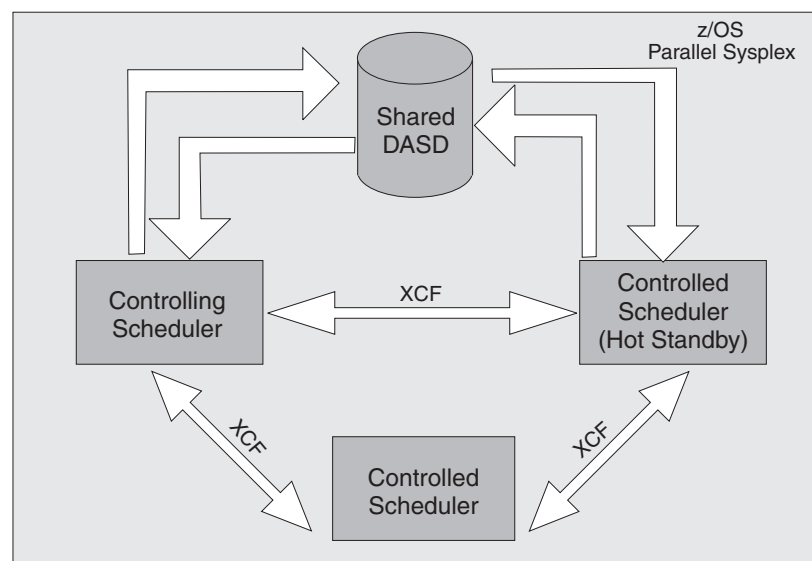 z/OS
Parallel Sysplex
Shared
DASD
Controlling
Scheduler
XCF
Controlled
Scheduler
(Hot Standby)
XCF
Controlled
Scheduler
XCF